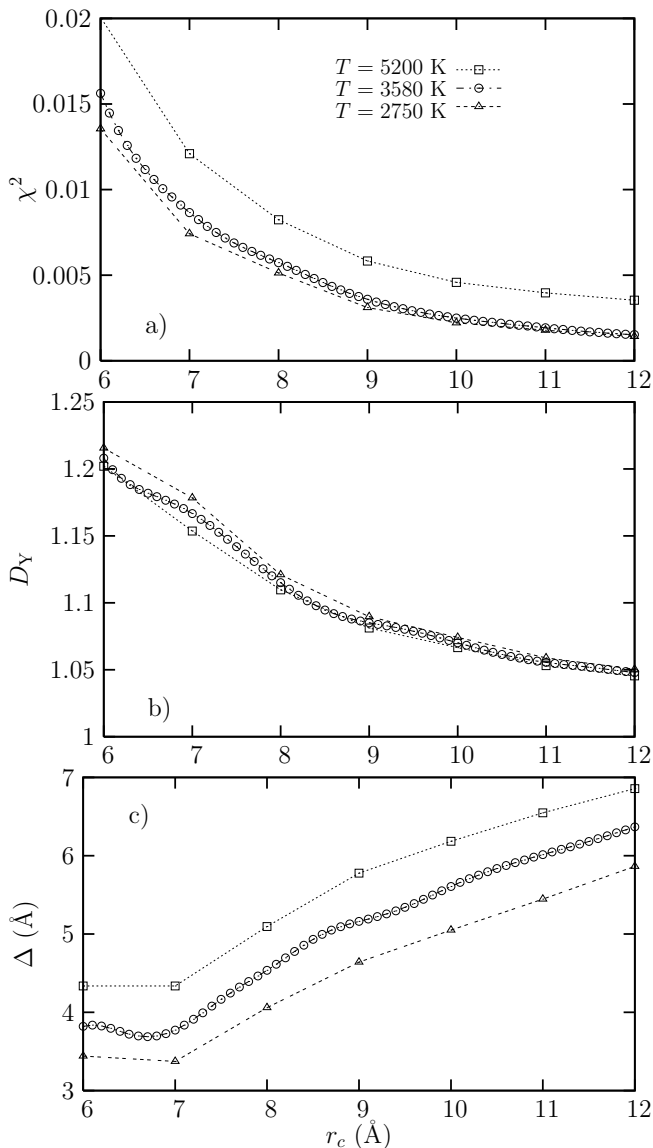 0.02
T = 5200 K
T = 3580 K
T = 2750 K
0.015
0.01
χ²
0.005
a)
0
6 7 8 9 10 11 12
1.25
1.2
1.15
D_Y
1.1
1.05
b)
1
6 7 8 9 10 11 12
7
c)
6
Δ (Å)
5
4
3
6 7 8 9 10 11 12
r_c (Å)